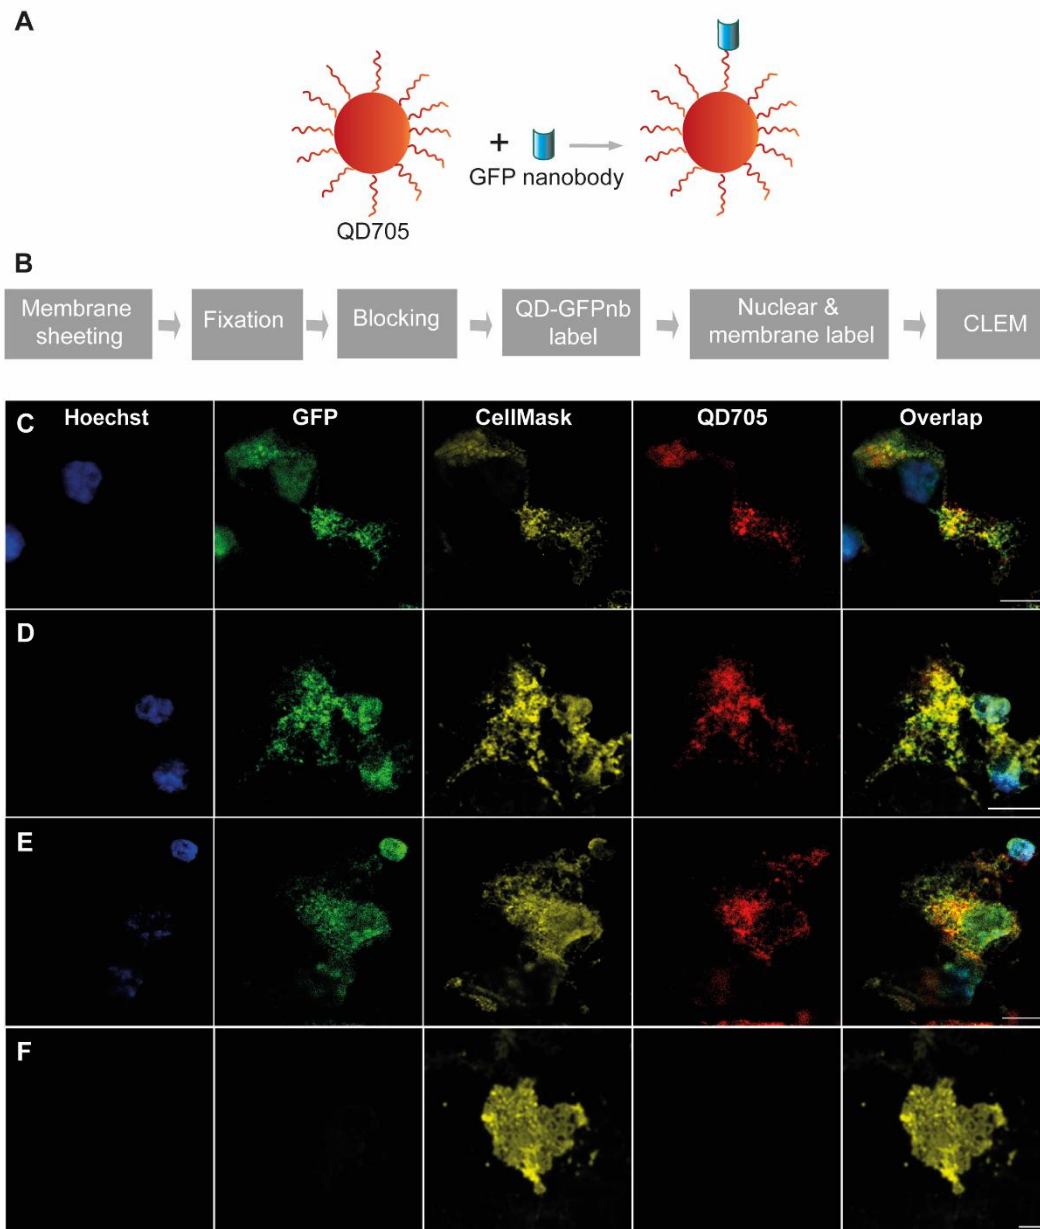 A
+
GFP nanobody
QD705
B
Membrane
sheeting
Fixation
Blocking
QD-GFPnb
label
Nuclear &
membrane label
CLEM
C
Hoechst
GFP
CellMask
QD705
Overlap
D
E
F